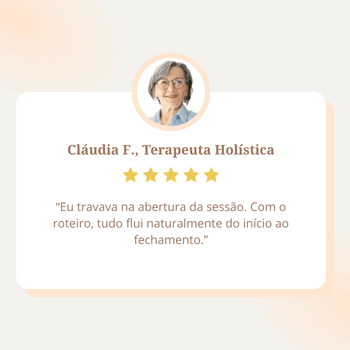 Cláudia F., Terapeuta Holística
“Eu travava na abertura da sessão. Com o
roteiro, tudo flui naturalmente do início ao
fechamento.”